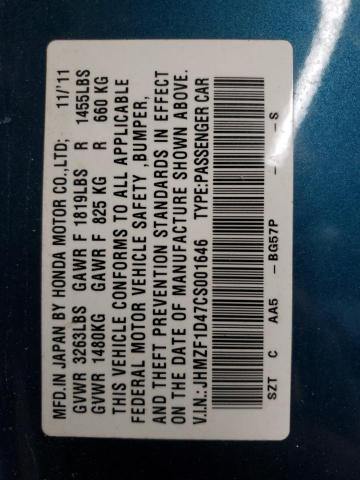 MFD.IN JAPAN BY HONDA MOTOR CO.,LTD; 11/'11
GVWR 3263LBS GAWR F 1819LBS R 1455LBS
GVWR 1480KG GAWR F 825 KG R 660 KG
THIS VEHICLE CONFORMS TO ALL APPLICABLE
FEDERAL MOTOR VEHICLE SAFETY ,BUMPER,
AND THEFT PREVENTION STANDARDS IN EFFECT
ON THE DATE OF MANUFACTURE SHOWN ABOVE.
V.I.N.:JHMZF1D47CS001646 TYPE:PASSENGER CAR
SZT C AA5 -BG57P -A -S